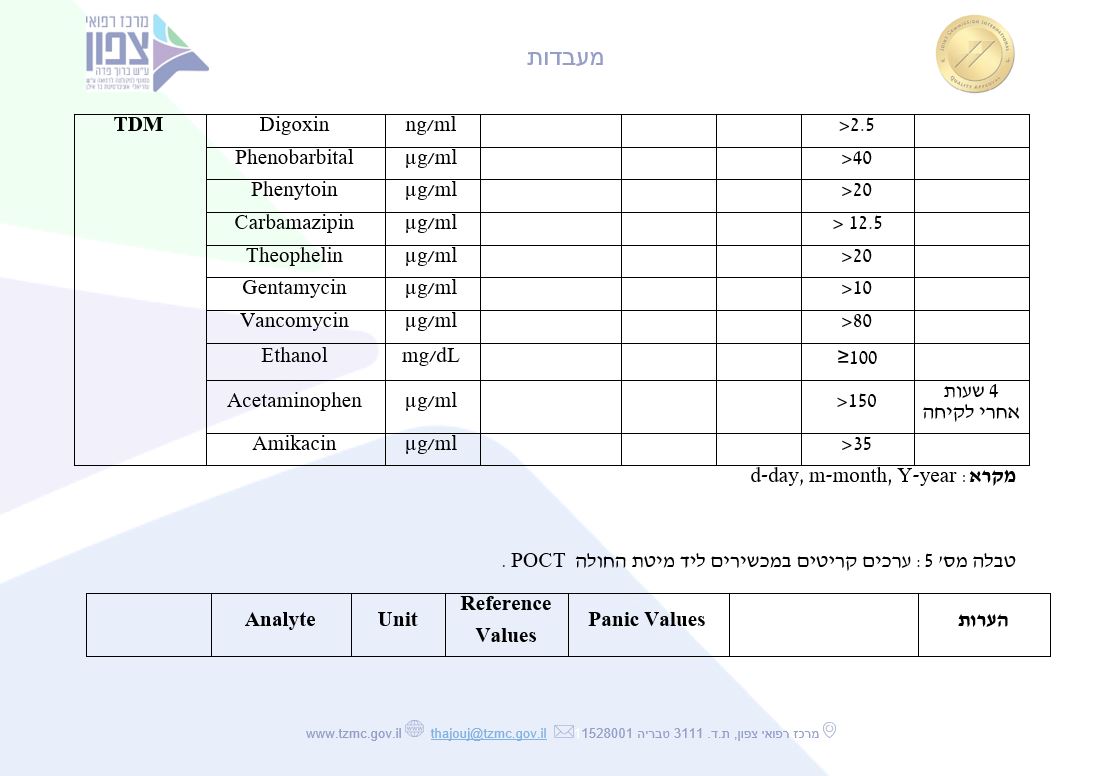 מרכז רפואי
צפון
ע״ש ברוך פדה
מעבדות
TDM Digoxin ng/ml >2.5
Phenobarbital µg/ml >40
Phenytoin µg/ml >20
Carbamazipin µg/ml > 12.5
Theophelin µg/ml >20
Gentamycin µg/ml >10
Vancomycin µg/ml >80
Ethanol mg/dL ≥100
Acetaminophen µg/ml >150 4 שעות
אחרי לקיחה
Amikacin µg/ml >35
מקרא: d-day, m-month, Y-year
טבלה מס׳ 5: ערכים קריטים במכשירים ליד מיטת החולה POCT .
Analyte Unit Reference Values Panic Values הערות
מרכז רפואי צפון, ת.ד. 3111 טבריה 1528001 thajouj@tzmc.gov.il www.tzmc.gov.il